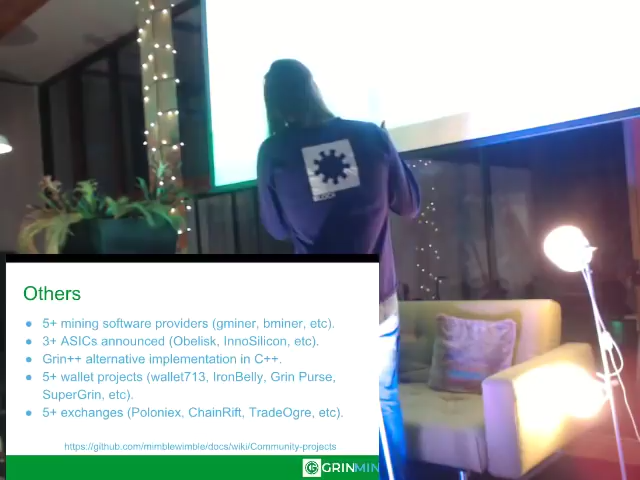 Others
5+ mining software providers (gminer, bminer, etc).
3+ ASICs announced (Obelisk, InnoSilicon, etc).
Grin++ alternative implementation in C++.
5+ wallet projects (wallet713, IronBelly, Grin Purse,
SuperGrin, etc).
5+ exchanges (Poloniex, ChainRift, TradeOgre, etc).
https://github.com/mimblewimble/docs/wiki/Community-projects
GRINMIN